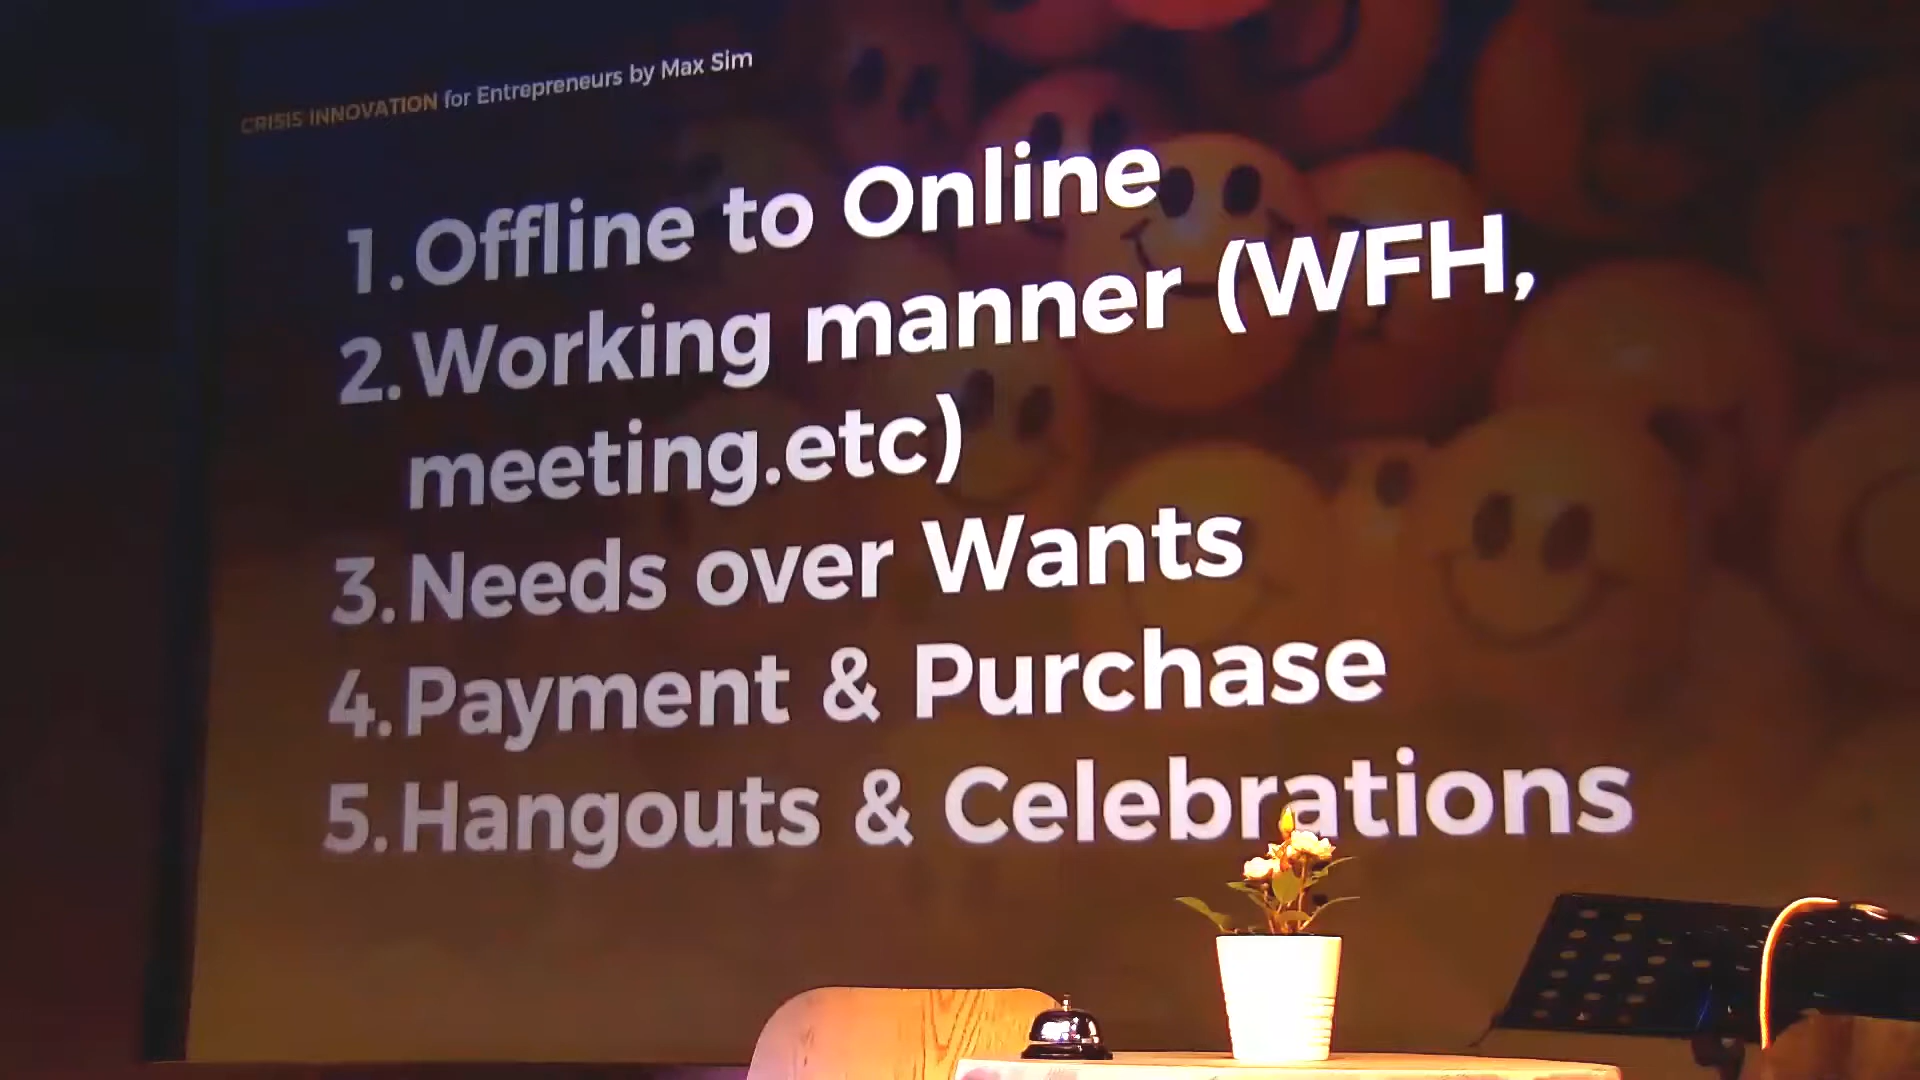 CRISIS INNOVATION for Entrepreneurs by Max Sim
1. Offline to Online
2. Working manner (WFH,
meeting.etc)
3. Needs over Wants
4. Payment & Purchase
5. Hangouts & Celebrations